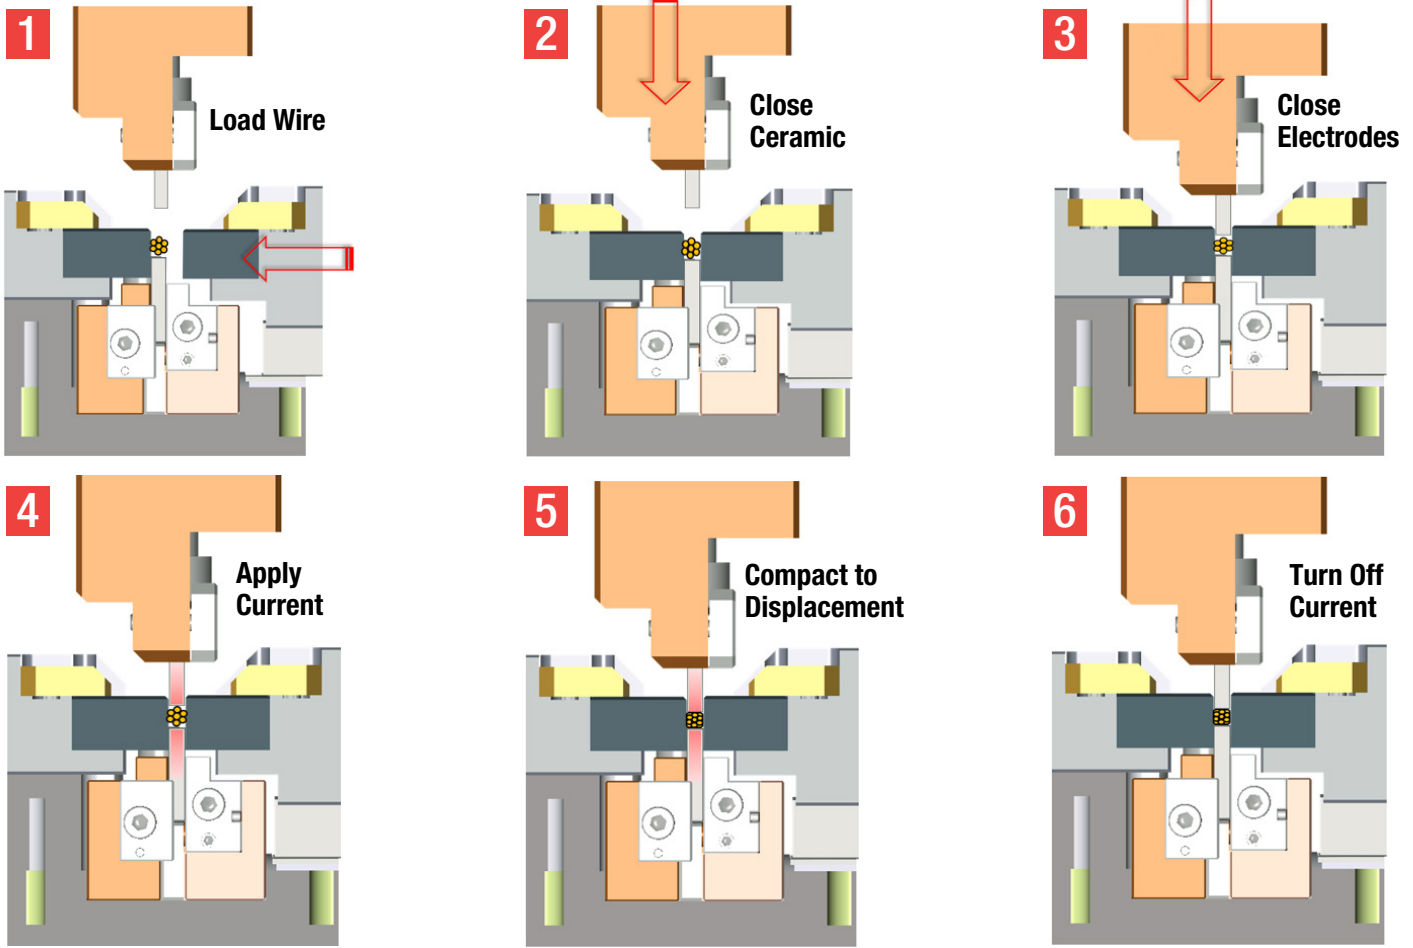 1
Load Wire
2
Close
Ceramic
3
Close
Electrodes
4
Apply
Current
5
Compact to
Displacement
6
Turn Off
Current